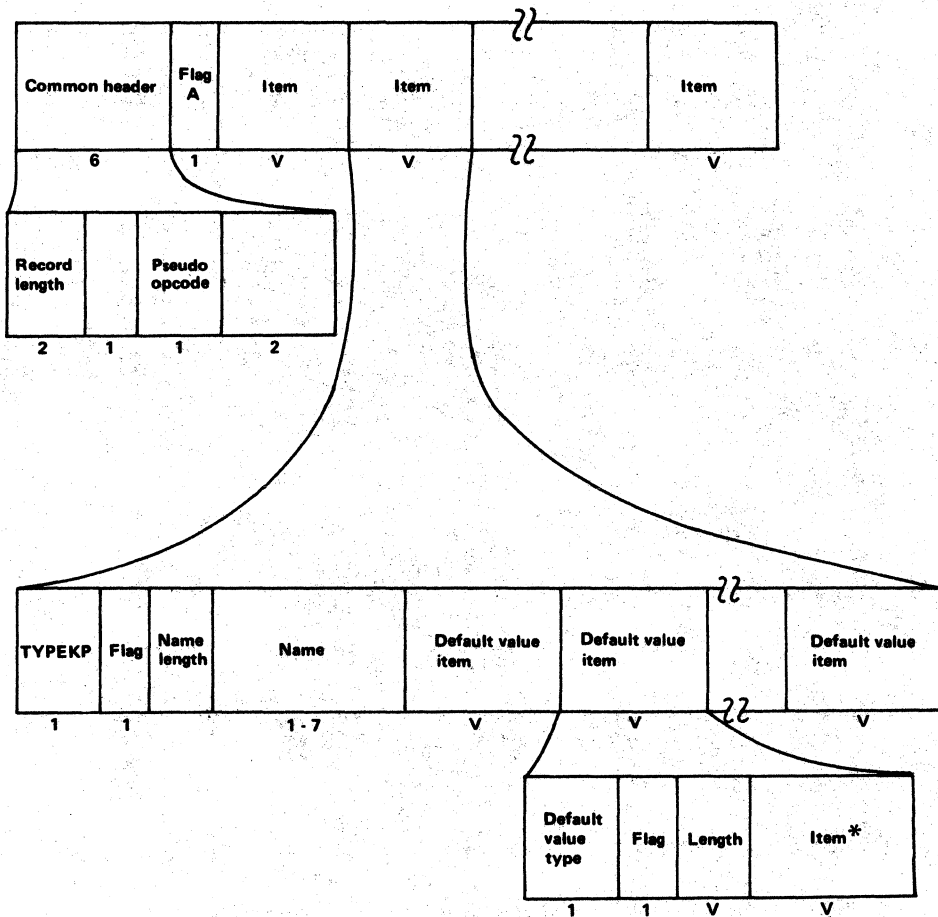 Common header
Flag
A
Item
Item
Item
6
1
V
V
V
Record
length
Pseudo
opcode
2
1
1
2
TYPEKP
Flag
Name
length
Name
Default value
item
Default value
item
Default value
item
1
1
1 - 7
V
V
V
Default
value
type
Flag
Length
Item*
1
1
V
V